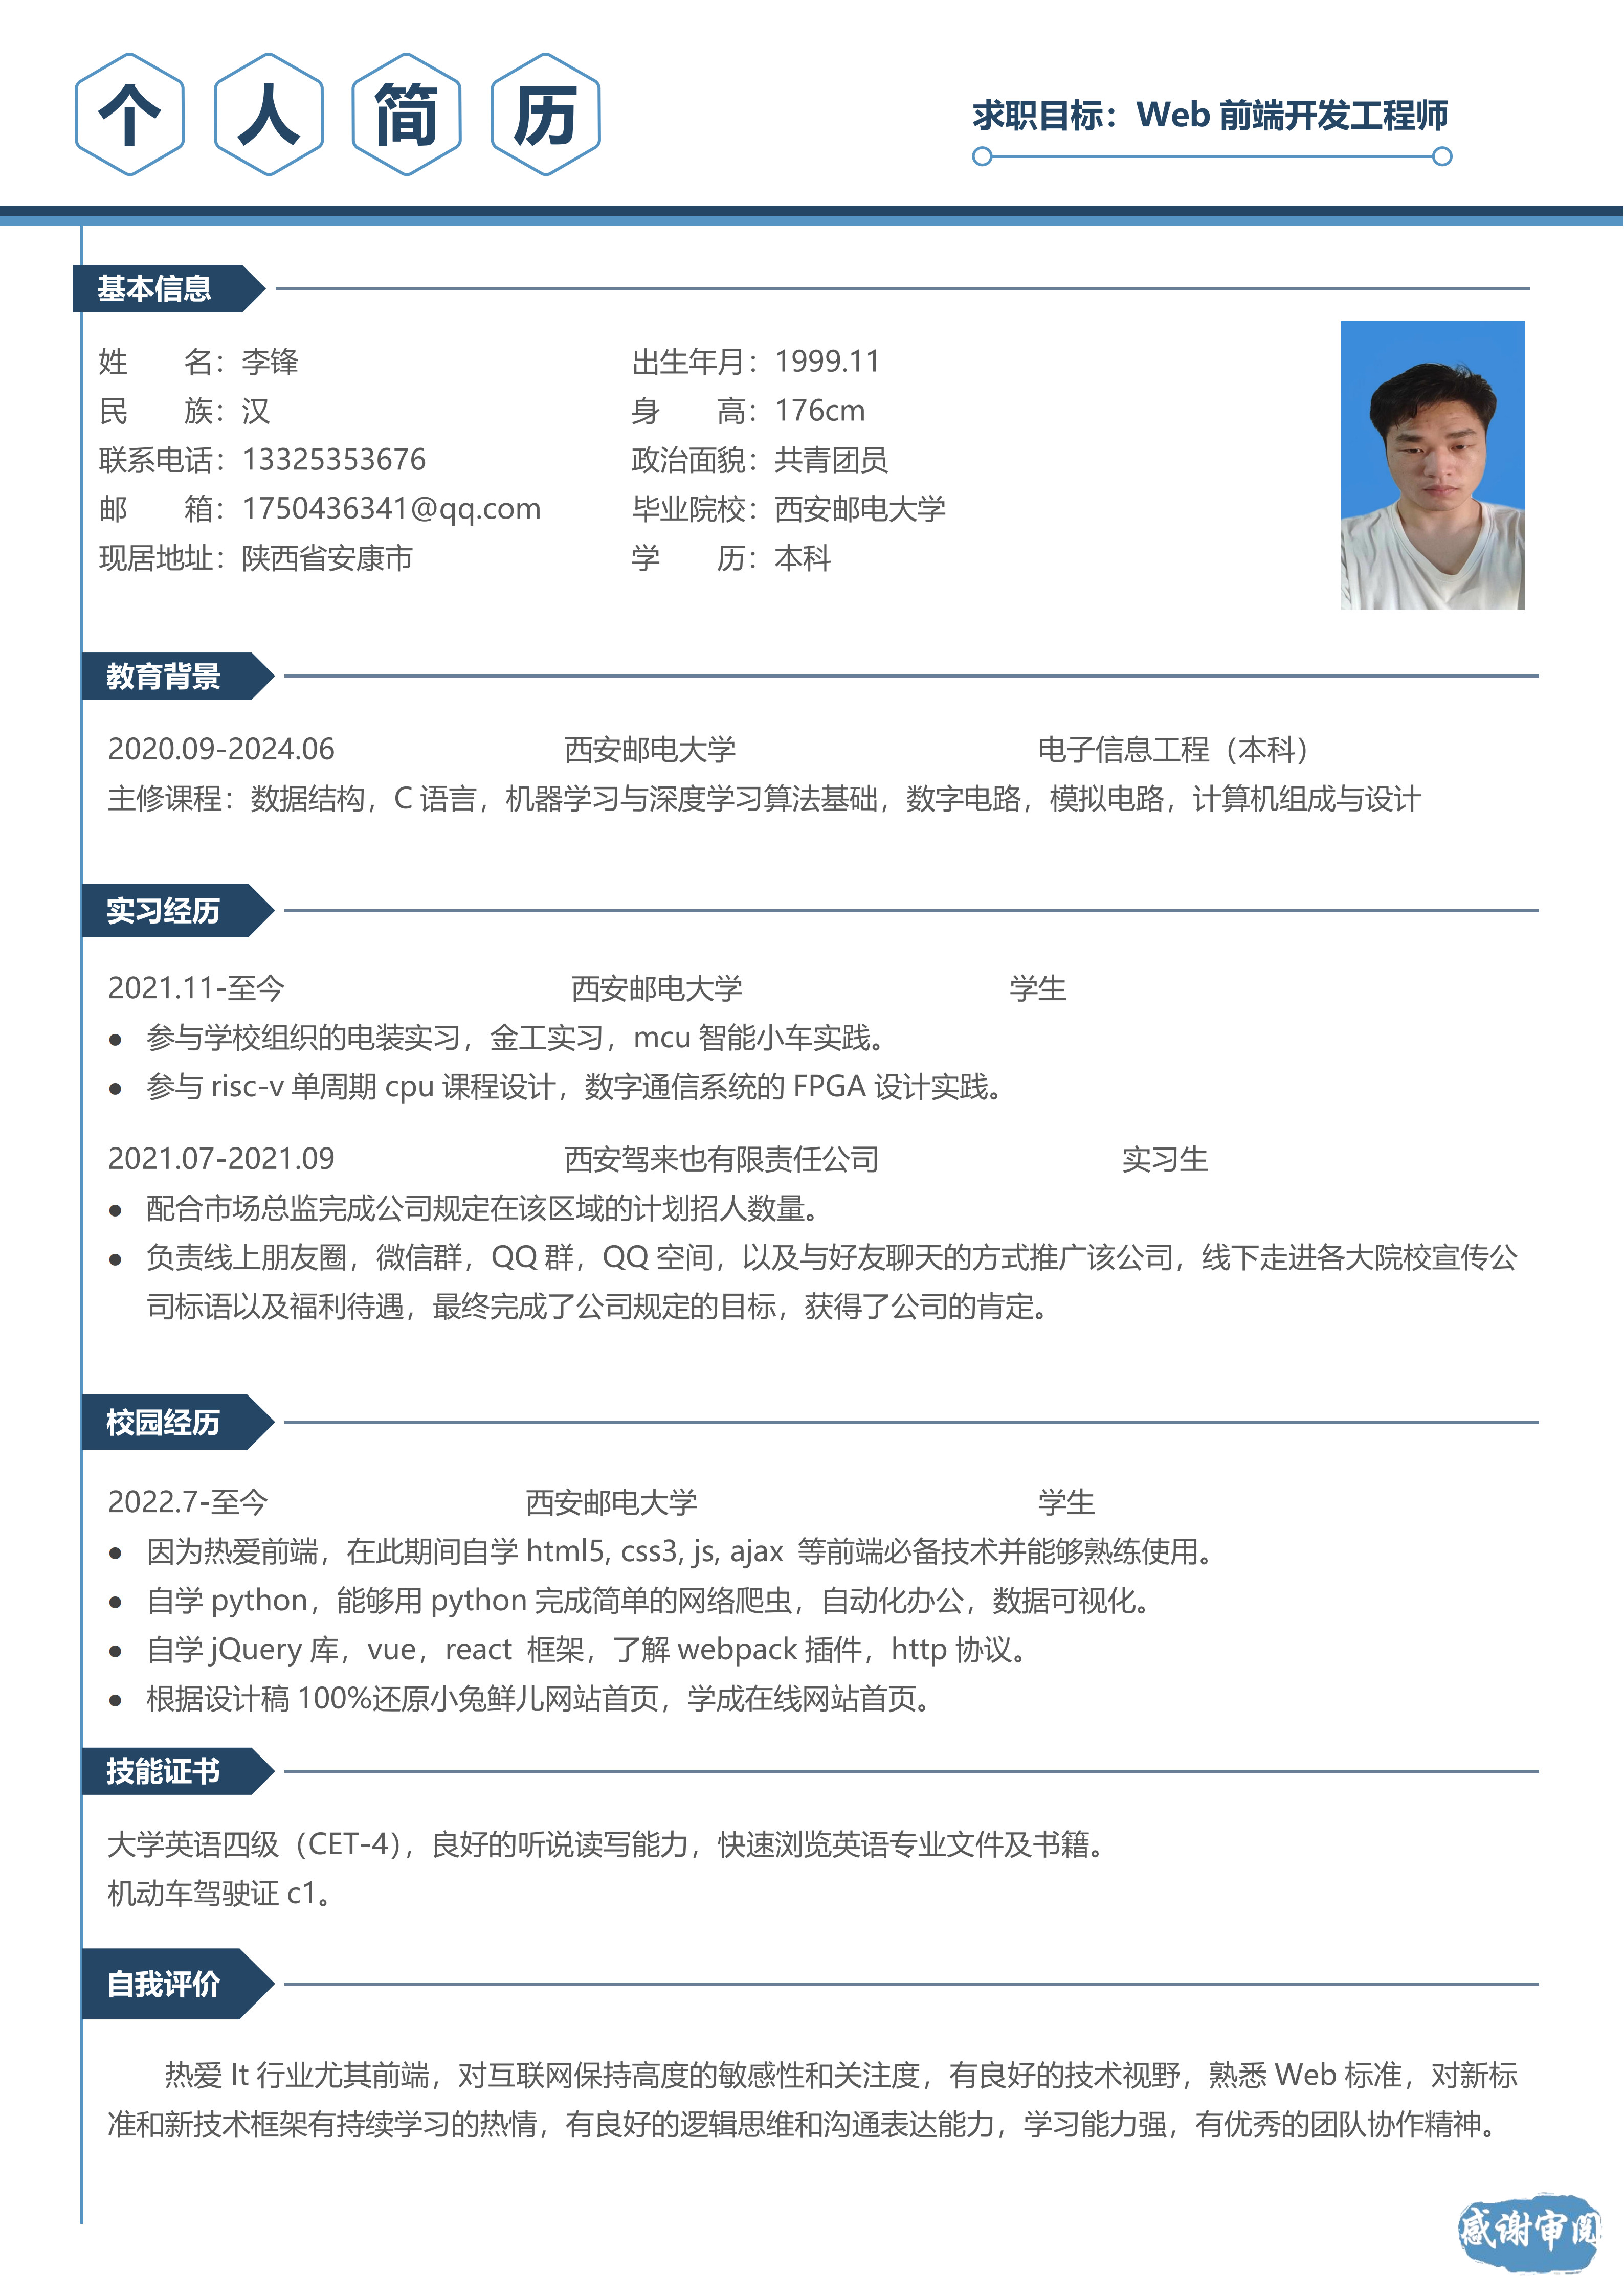 个人简历
求职目标：Web 前端开发工程师
基本信息
姓　　名：李锋　出生年月：1999.11
民　　族：汉　身　　高：176cm
联系电话：13325353676　政治面貌：共青团员
邮　　箱：1750436341@qq.com　毕业院校：西安邮电大学
现居地址：陕西省安康市　学　　历：本科
教育背景
2020.09-2024.06　西安邮电大学　电子信息工程（本科）
主修课程：数据结构，C 语言，机器学习与深度学习算法基础，数字电路，模拟电路，计算机组成与设计
实习经历
2021.11-至今　西安邮电大学　学生
● 参与学校组织的电装实习，金工实习，mcu 智能小车实践。
● 参与 risc-v 单周期 cpu 课程设计，数字通信系统的 FPGA 设计实践。
2021.07-2021.09　西安驾来也有限责任公司　实习生
● 配合市场总监完成公司规定在该区域的计划招人数量。
● 负责线上朋友圈，微信群，QQ 群，QQ 空间，以及与好友聊天的方式推广该公司，线下走进各大院校宣传公
司标语以及福利待遇，最终完成了公司规定的目标，获得了公司的肯定。
校园经历
2022.7-至今　西安邮电大学　学生
● 因为热爱前端，在此期间自学 html5, css3, js, ajax 等前端必备技术并能够熟练使用。
● 自学 python，能够用 python 完成简单的网络爬虫，自动化办公，数据可视化。
● 自学 jQuery 库，vue，react 框架，了解 webpack 插件，http 协议。
● 根据设计稿 100%还原小兔鲜儿网站首页，学成在线网站首页。
技能证书
大学英语四级（CET-4），良好的听说读写能力，快速浏览英语专业文件及书籍。
机动车驾驶证 c1。
自我评价
热爱 It 行业尤其前端，对互联网保持高度的敏感性和关注度，有良好的技术视野，熟悉 Web 标准，对新标
准和新技术框架有持续学习的热情，有良好的逻辑思维和沟通表达能力，学习能力强，有优秀的团队协作精神。
感谢审阅